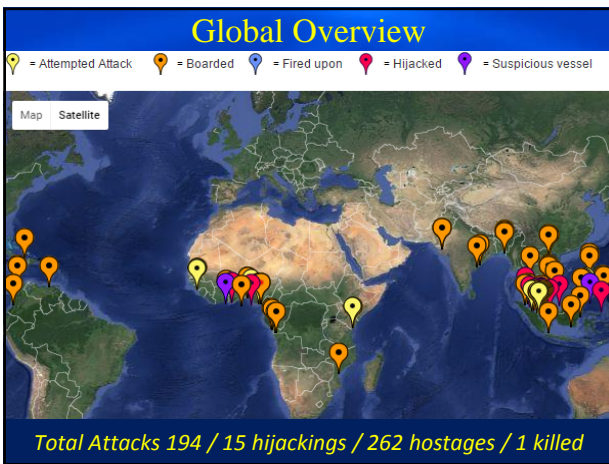 Global Overview
= Attempted Attack = Boarded = Fired upon = Hijacked = Suspicious vessel
Map Satellite
Total Attacks 194 / 15 hijackings / 262 hostages / 1 killed